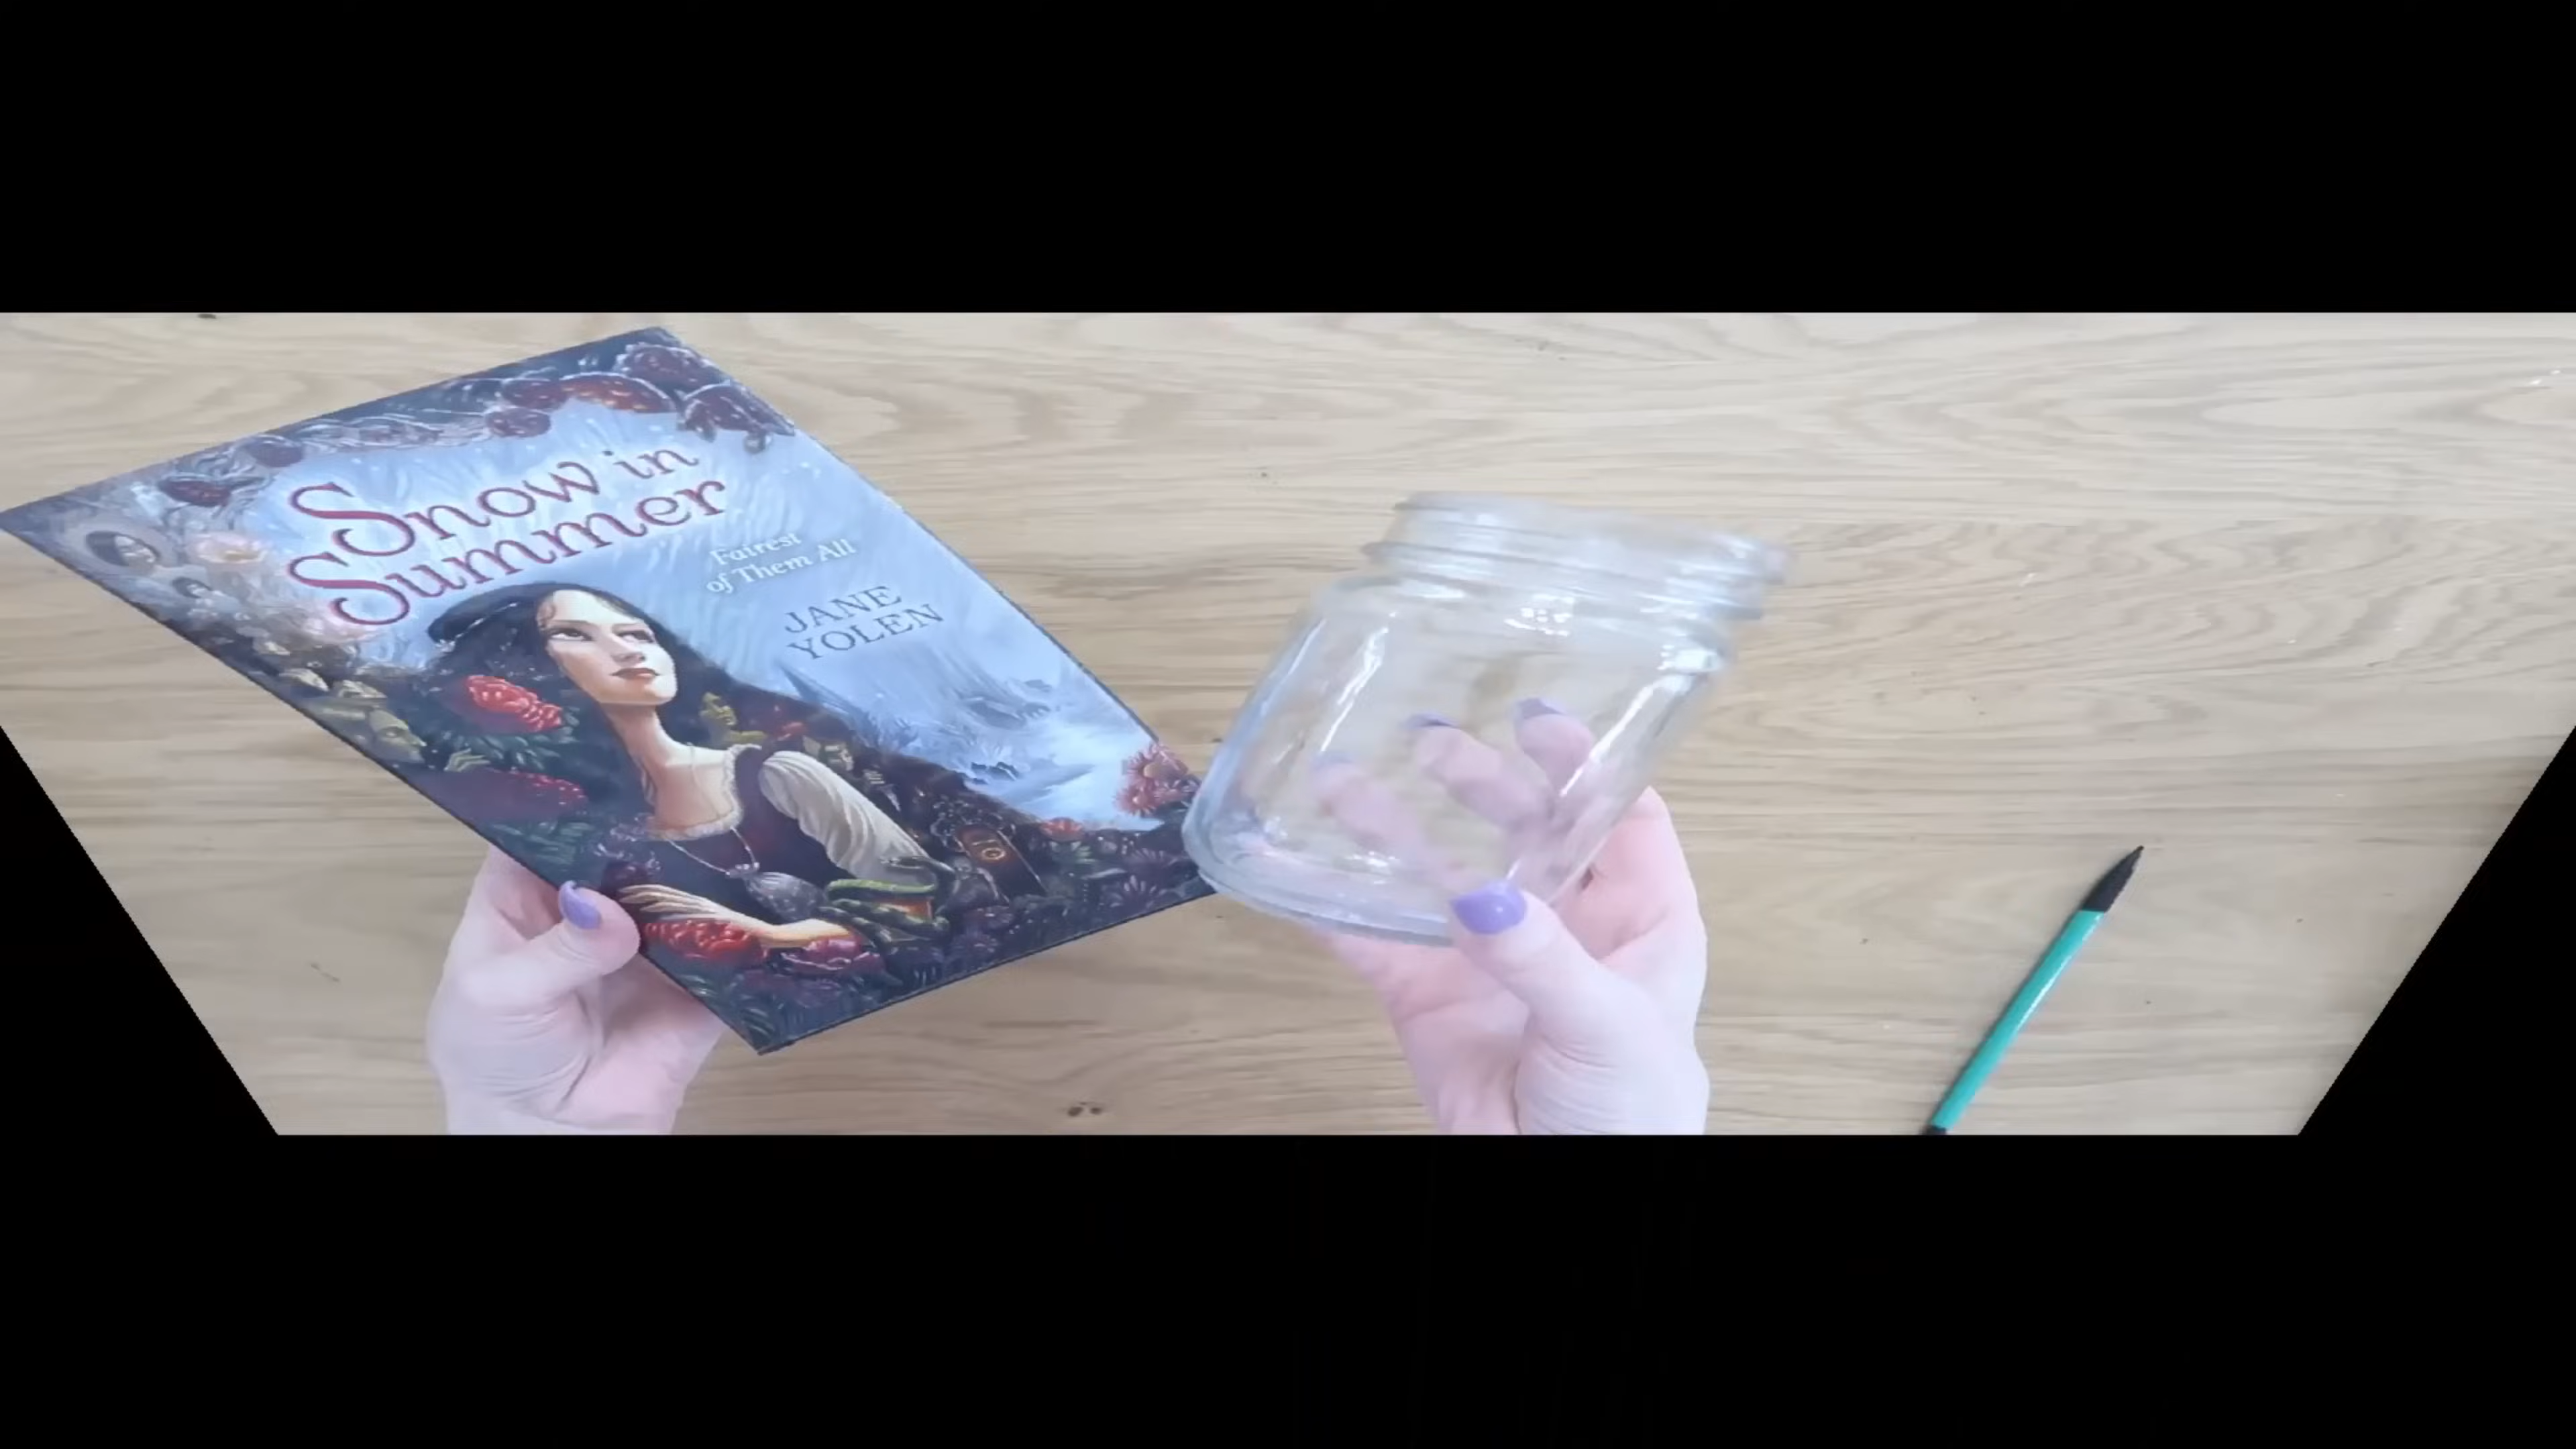 Snow in
Summer
Fairest
of Them All
JANE
YOLEN